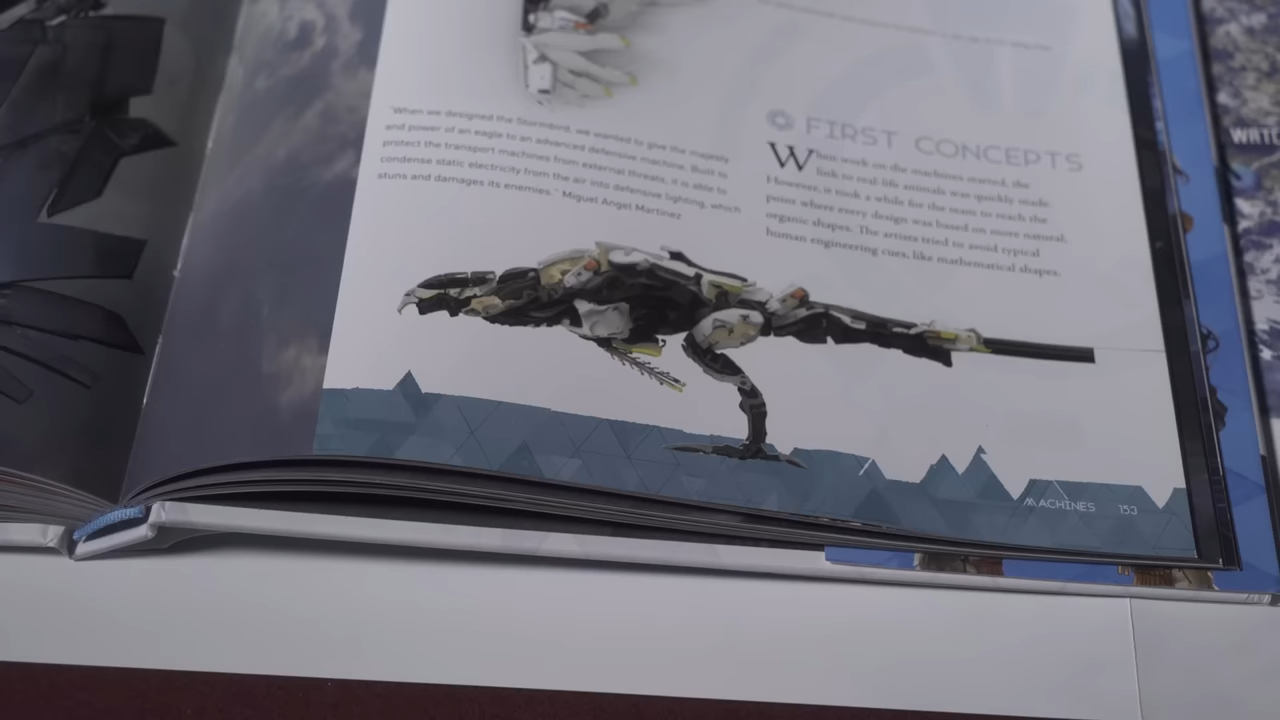 "When we designed the Stormbird, we wanted to give the majesty
and power of an eagle to an advanced defensive machine. Built to
protect the transport machines from external threats, it is able to
condense static electricity from the air into defensive lighting, which
stuns and damages its enemies." Miguel Angel Martinez
FIRST CONCEPTS
When work on the machines started, the
link to real-life animals was quickly made.
However, it took a while for the team to reach the
point where every design was based on more natural,
organic shapes. The artists tried to avoid typical
human engineering cues, like mathematical shapes.
MACHINES 153